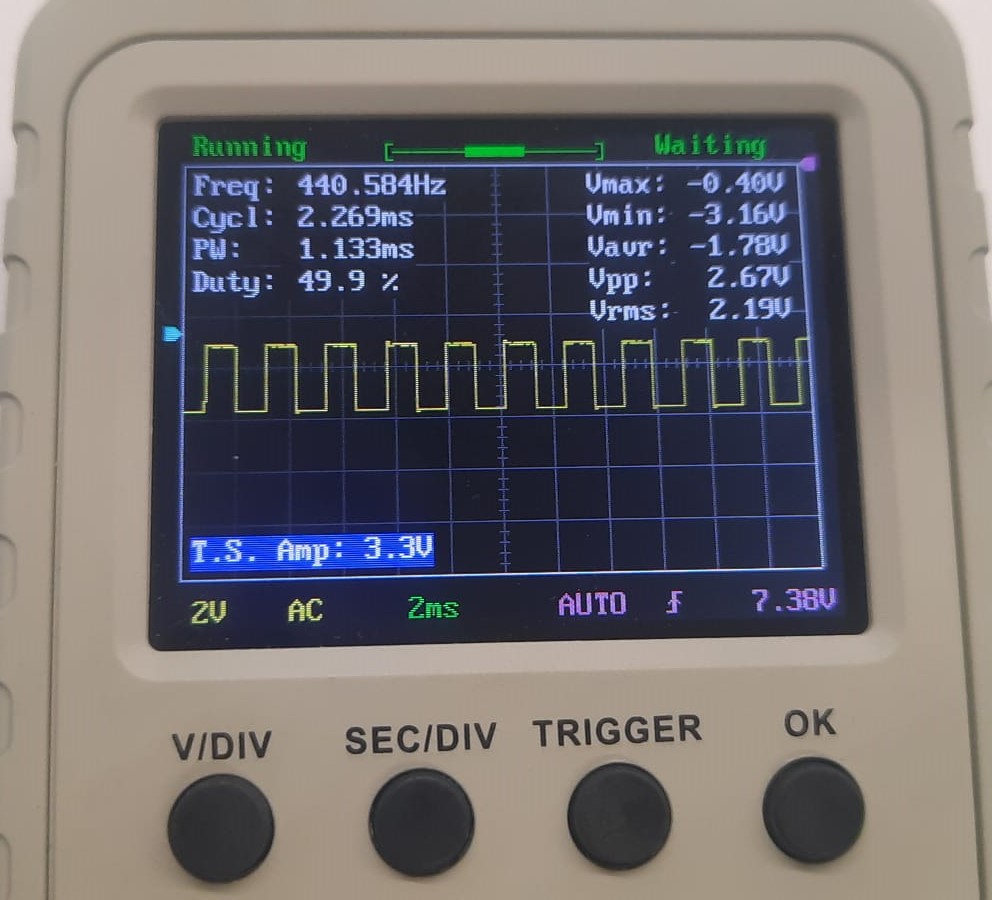 Running Waiting
Freq: 440.584Hz Vmax: -0.40V
Cycl: 2.269ms Vmin: -3.16V
PW: 1.133ms Vavr: -1.78V
Duty: 49.9 % Vpp: 2.67V
Vrms: 2.19V
T.S. Amp: 3.3V
2V AC 2ms AUTO 7.38V
V/DIV SEC/DIV TRIGGER OK